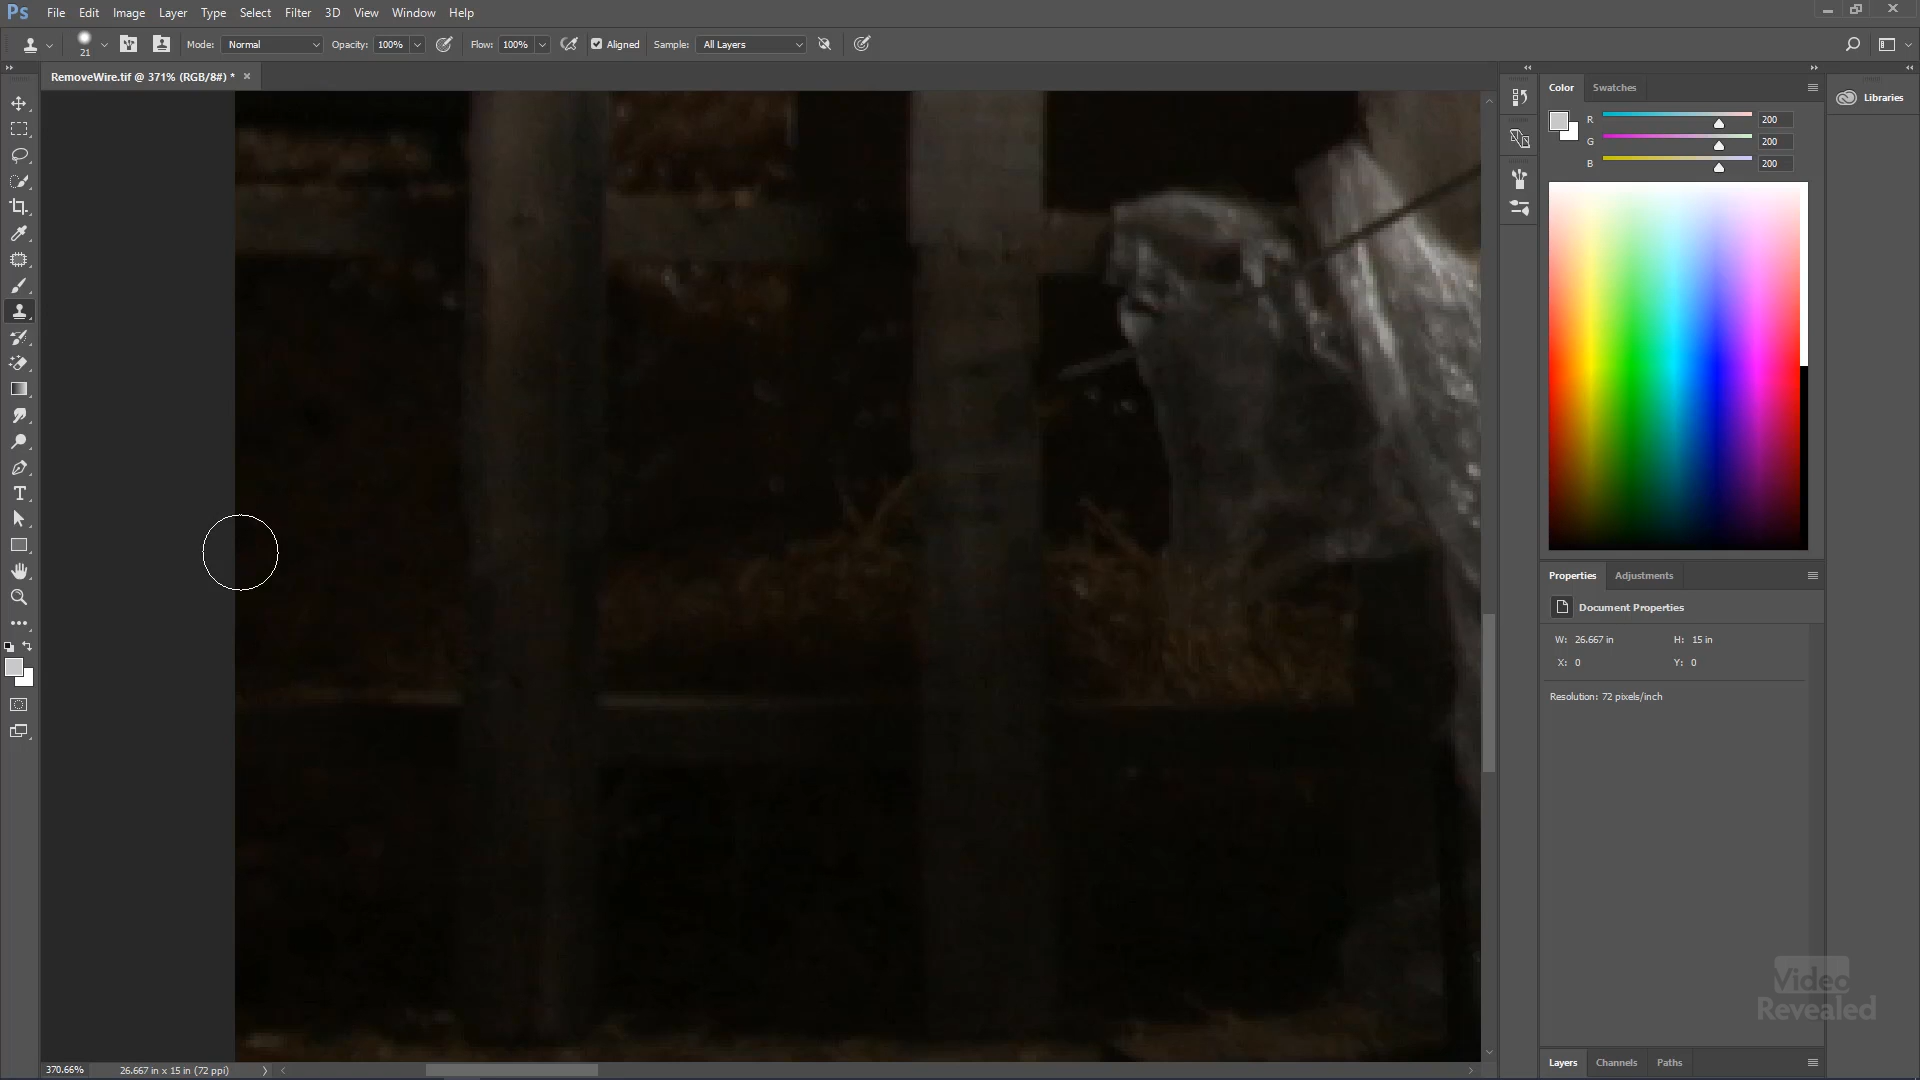 Ps File Edit Image Layer Type Select Filter 3D View Window Help
21 Mode: Normal Opacity: 100% Flow: 100% Aligned Sample: All Layers
RemoveWire.tif @ 371% (RGB/8#) * ×
Color Swatches
Libraries
R 200
G 200
B 200
T
Properties Adjustments
Document Properties
W: 26.667 in H: 15 in
X: 0 Y: 0
Resolution: 72 pixels/inch
Video
Revealed
Layers Channels Paths
370.66% 26.667 in x 15 in (72 ppi)